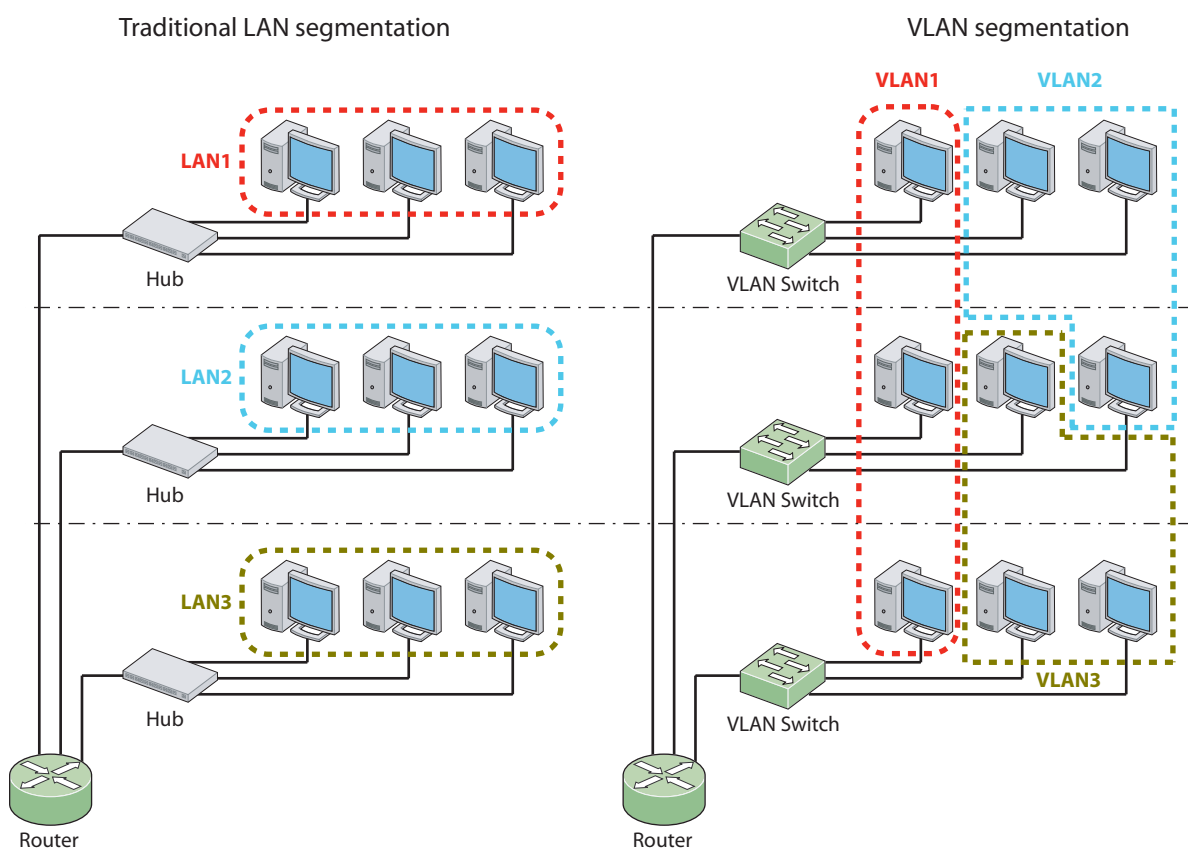 Traditional LAN segmentation
VLAN segmentation
VLAN1
VLAN2
LAN1
Hub
VLAN Switch
LAN2
Hub
VLAN Switch
LAN3
VLAN3
Hub
VLAN Switch
Router
Router